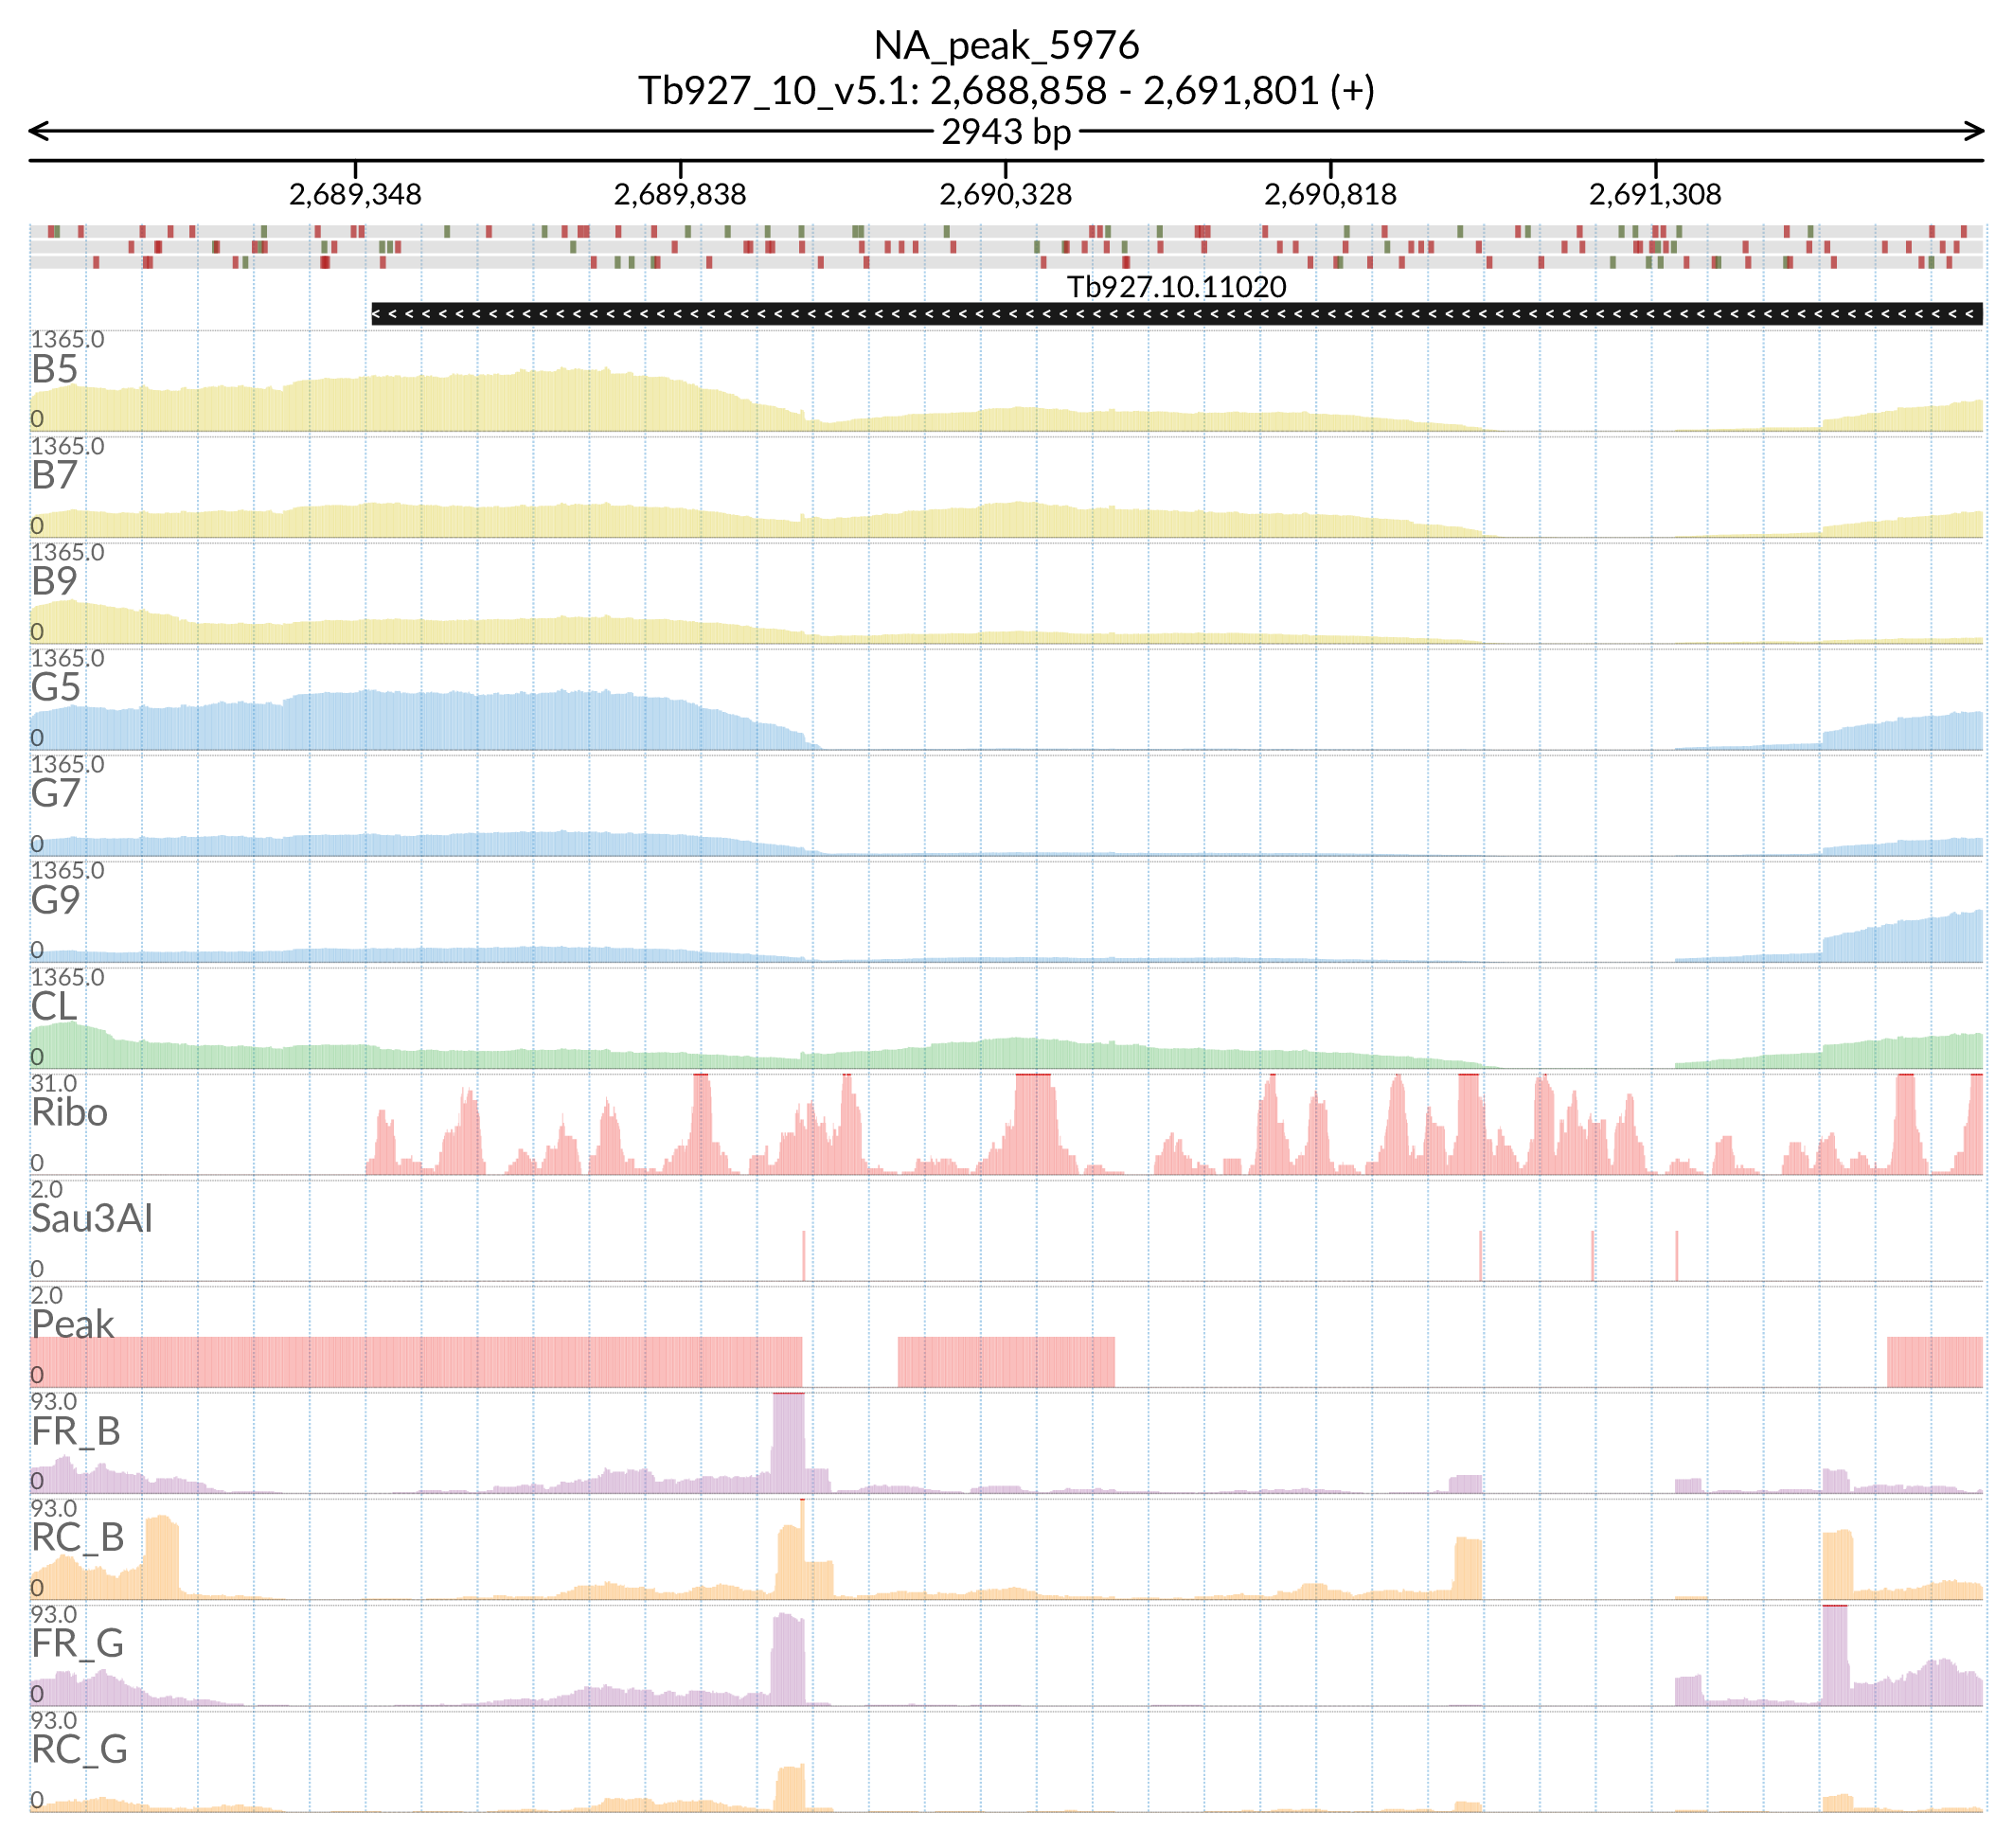 NA_peak_5976
Tb927_10_v5.1: 2,688,858 - 2,691,801 (+)
2943 bp
2,689,348 2,689,838 2,690,328 2,690,818 2,691,308
Tb927.10.11020
1365.0
B5
0
1365.0
B7
0
1365.0
B9
0
1365.0
G5
0
1365.0
G7
0
1365.0
G9
0
1365.0
CL
0
31.0
Ribo
0
2.0
Sau3AI
0
2.0
Peak
0
93.0
FR_B
0
93.0
RC_B
0
93.0
FR_G
0
93.0
RC_G
0